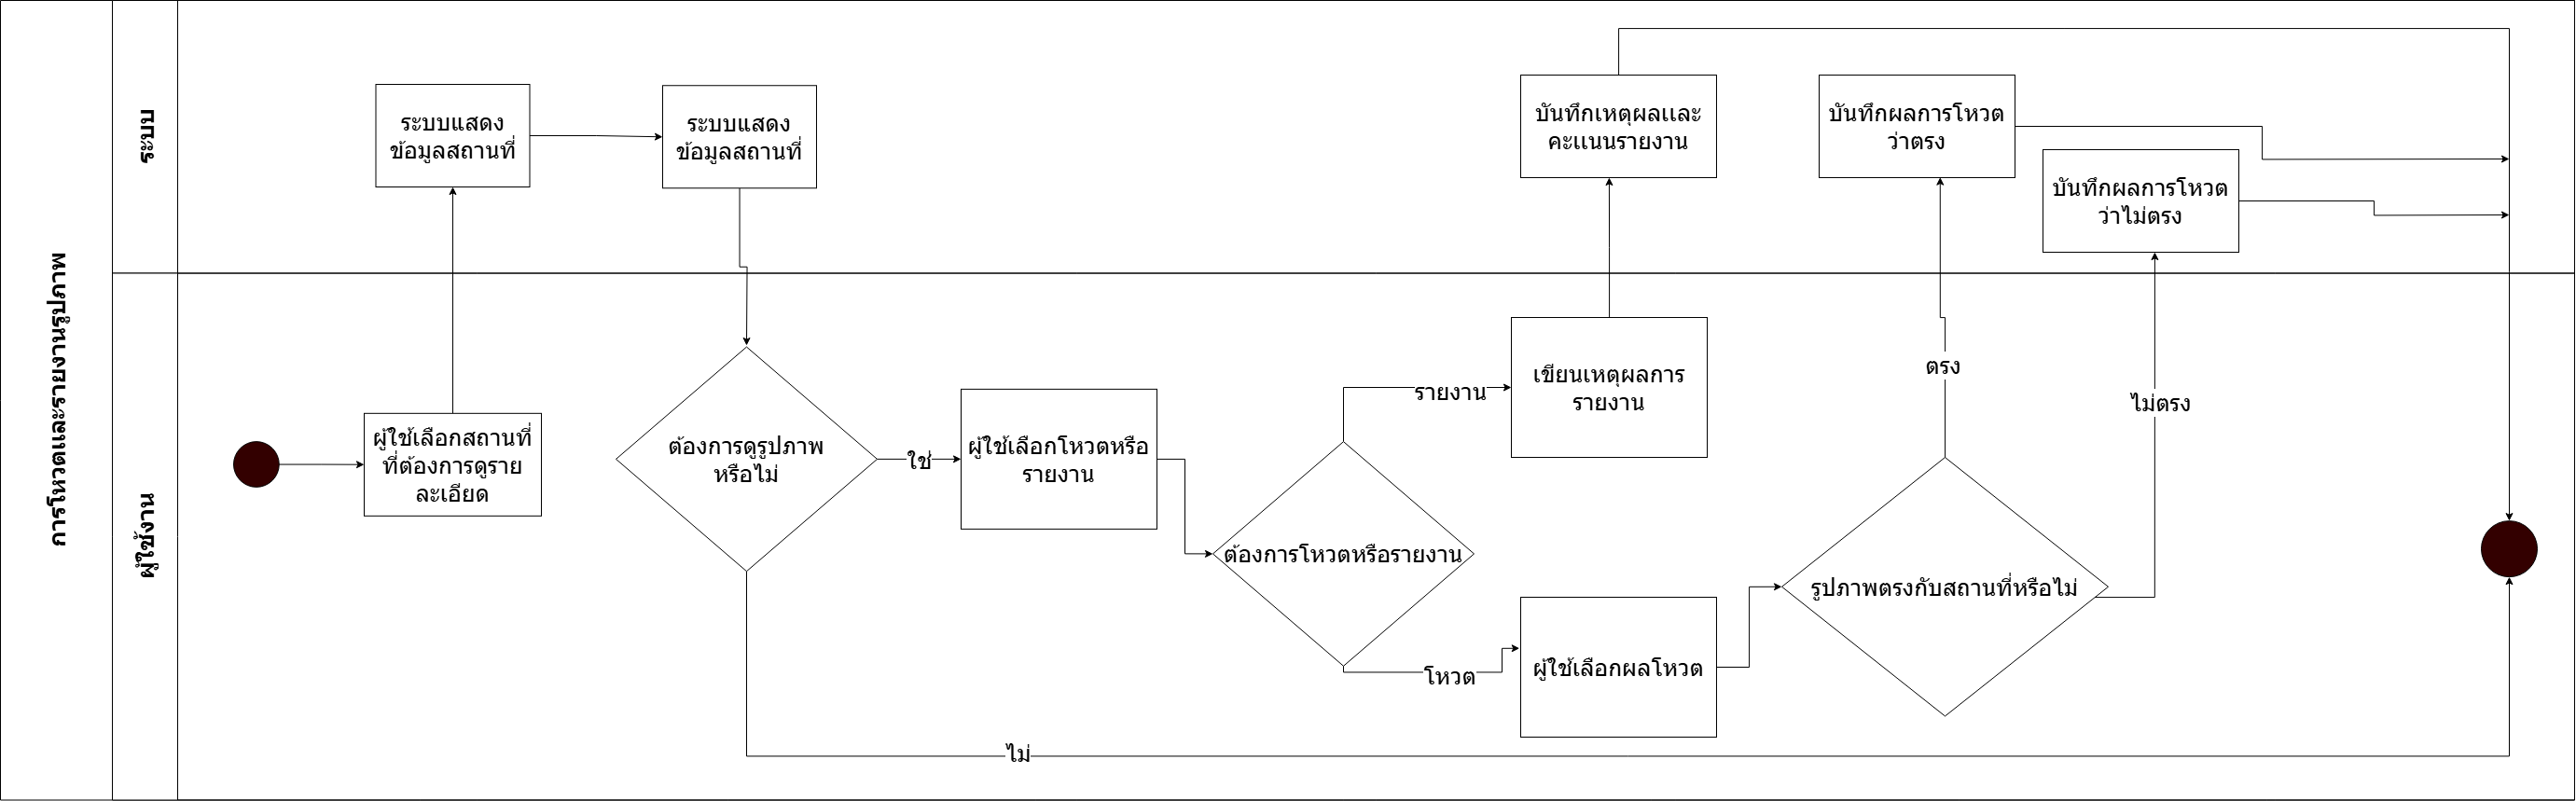 การโหวตและรายงานรูปภาพ
ระบบ
ผู้ใช้งาน
ระบบแสดง
ข้อมูลสถานที่
ระบบแสดง
ข้อมูลสถานที่
บันทึกเหตุผลและ
คะแนนรายงาน
บันทึกผลการโหวต
ว่าตรง
บันทึกผลการโหวต
ว่าไม่ตรง
ผู้ใช้เลือกสถานที่
ที่ต้องการดูราย
ละเอียด
ต้องการดูรูปภาพ
หรือไม่
ใช่
ผู้ใช้เลือกโหวตหรือ
รายงาน
ต้องการโหวตหรือรายงาน
รายงาน
เขียนเหตุผลการ
รายงาน
โหวต
ผู้ใช้เลือกผลโหวต
รูปภาพตรงกับสถานที่หรือไม่
ตรง
ไม่ตรง
ไม่